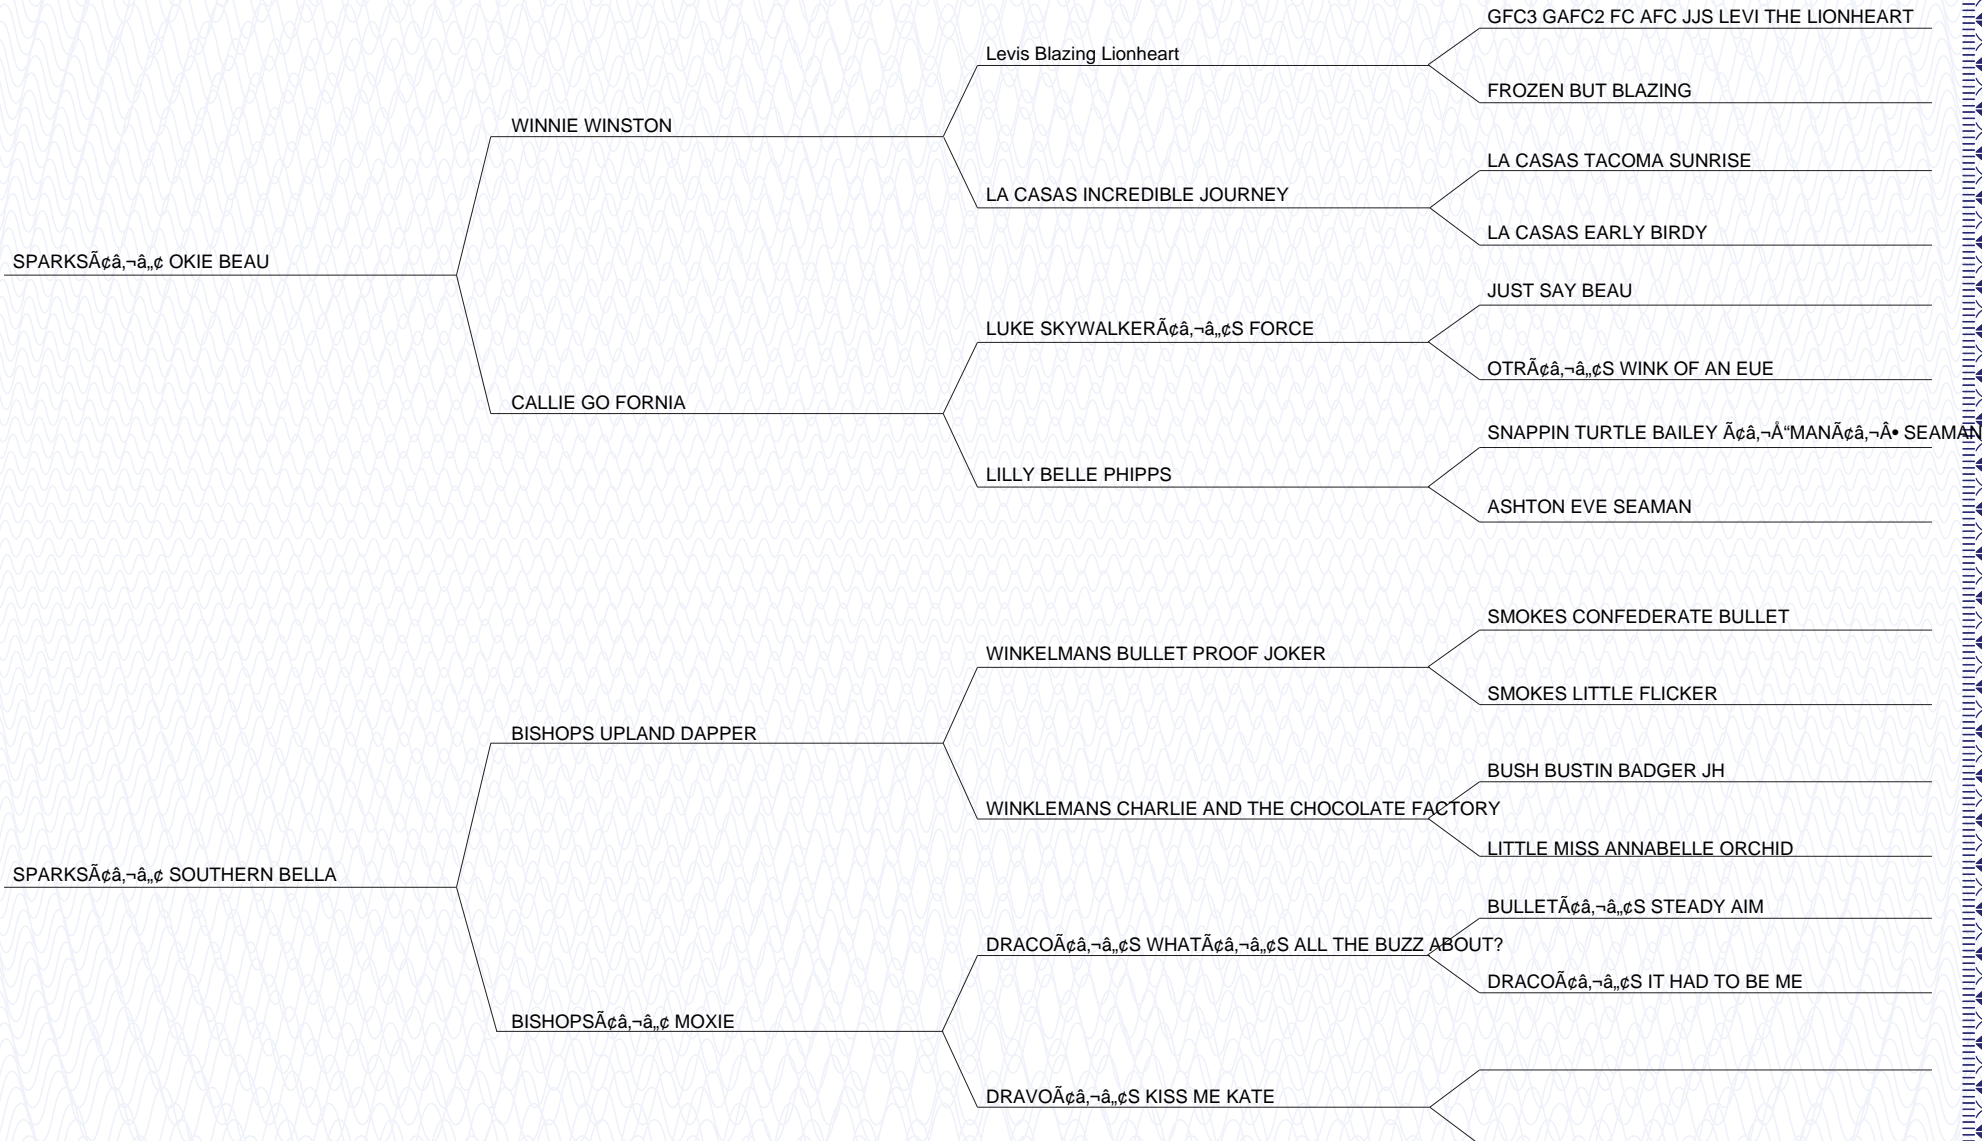 GFC3 GAFC2 FC AFC JJS LEVI THE LIONHEART
Levis Blazing Lionheart
FROZEN BUT BLAZING
WINNIE WINSTON
LA CASAS TACOMA SUNRISE
LA CASAS INCREDIBLE JOURNEY
LA CASAS EARLY BIRDY
SPARKSÃ¢â‚¬â„¢ OKIE BEAU
JUST SAY BEAU
LUKE SKYWALKERÃ¢â‚¬â„¢S FORCE
OTRÃ¢â‚¬â„¢S WINK OF AN EUE
CALLIE GO FORNIA
SNAPPIN TURTLE BAILEY Ã¢â‚¬Å“MANÃ¢â‚¬Â• SEAMAN
LILLY BELLE PHIPPS
ASHTON EVE SEAMAN
SMOKES CONFEDERATE BULLET
WINKELMANS BULLET PROOF JOKER
SMOKES LITTLE FLICKER
BISHOPS UPLAND DAPPER
BUSH BUSTIN BADGER JH
WINKLEMANS CHARLIE AND THE CHOCOLATE FACTORY
LITTLE MISS ANNABELLE ORCHID
SPARKSÃ¢â‚¬â„¢ SOUTHERN BELLA
BULLETÃ¢â‚¬â„¢S STEADY AIM
DRACOÃ¢â‚¬â„¢S WHATÃ¢â‚¬â„¢S ALL THE BUZZ ABOUT?
DRACOÃ¢â‚¬â„¢S IT HAD TO BE ME
BISHOPSÃ¢â‚¬â„¢ MOXIE
DRAVOÃ¢â‚¬â„¢S KISS ME KATE